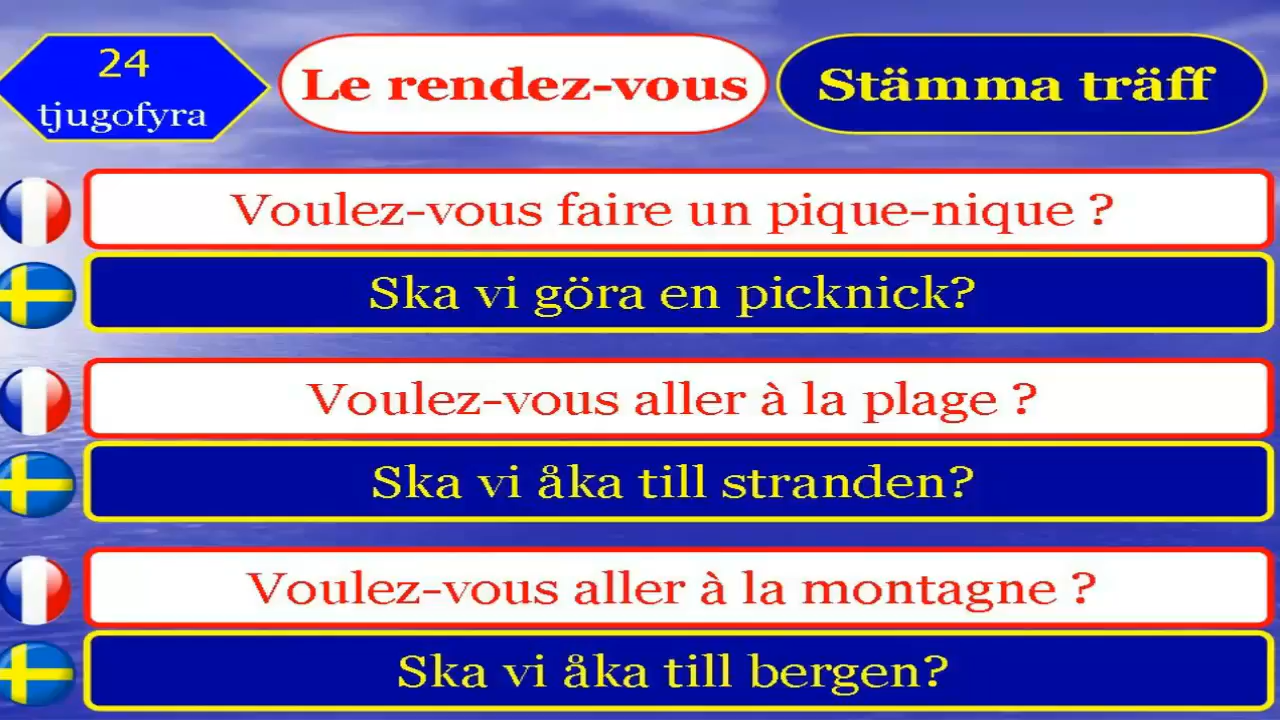 24
tjugofyra
Le rendez-vous
Stämma träff
Voulez-vous faire un pique-nique ?
Ska vi göra en picknick?
Voulez-vous aller à la plage ?
Ska vi åka till stranden?
Voulez-vous aller à la montagne ?
Ska vi åka till bergen?